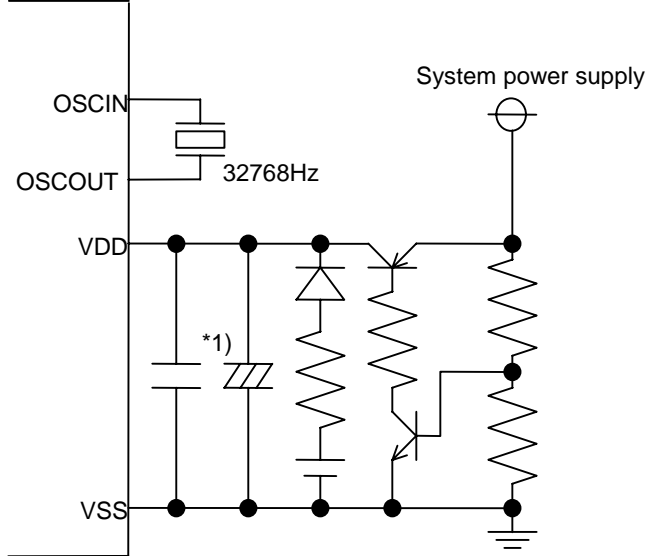 System power supply
OSCIN
OSCOUT
32768Hz
VDD
*1)
VSS